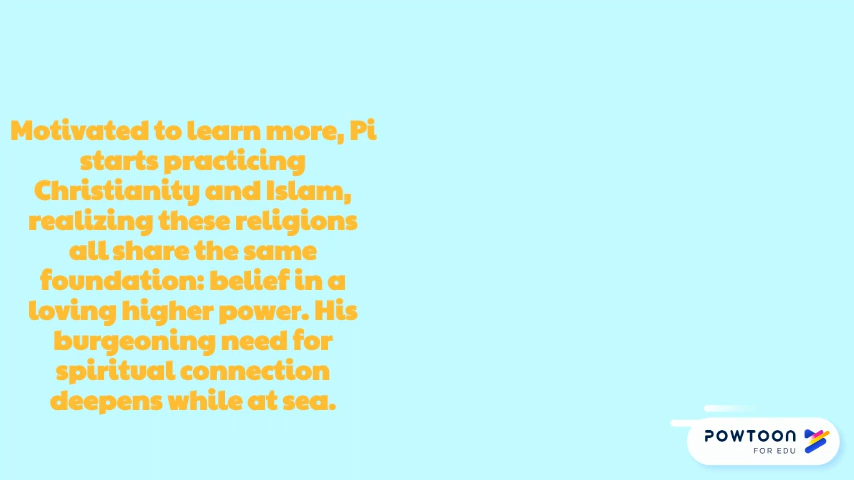 Motivated to learn more, Pi
starts practicing
Christianity and Islam,
realizing these religions
all share the same
foundation: belief in a
loving higher power. His
burgeoning need for
spiritual connection
deepens while at sea.
POWTOON
FOR EDU